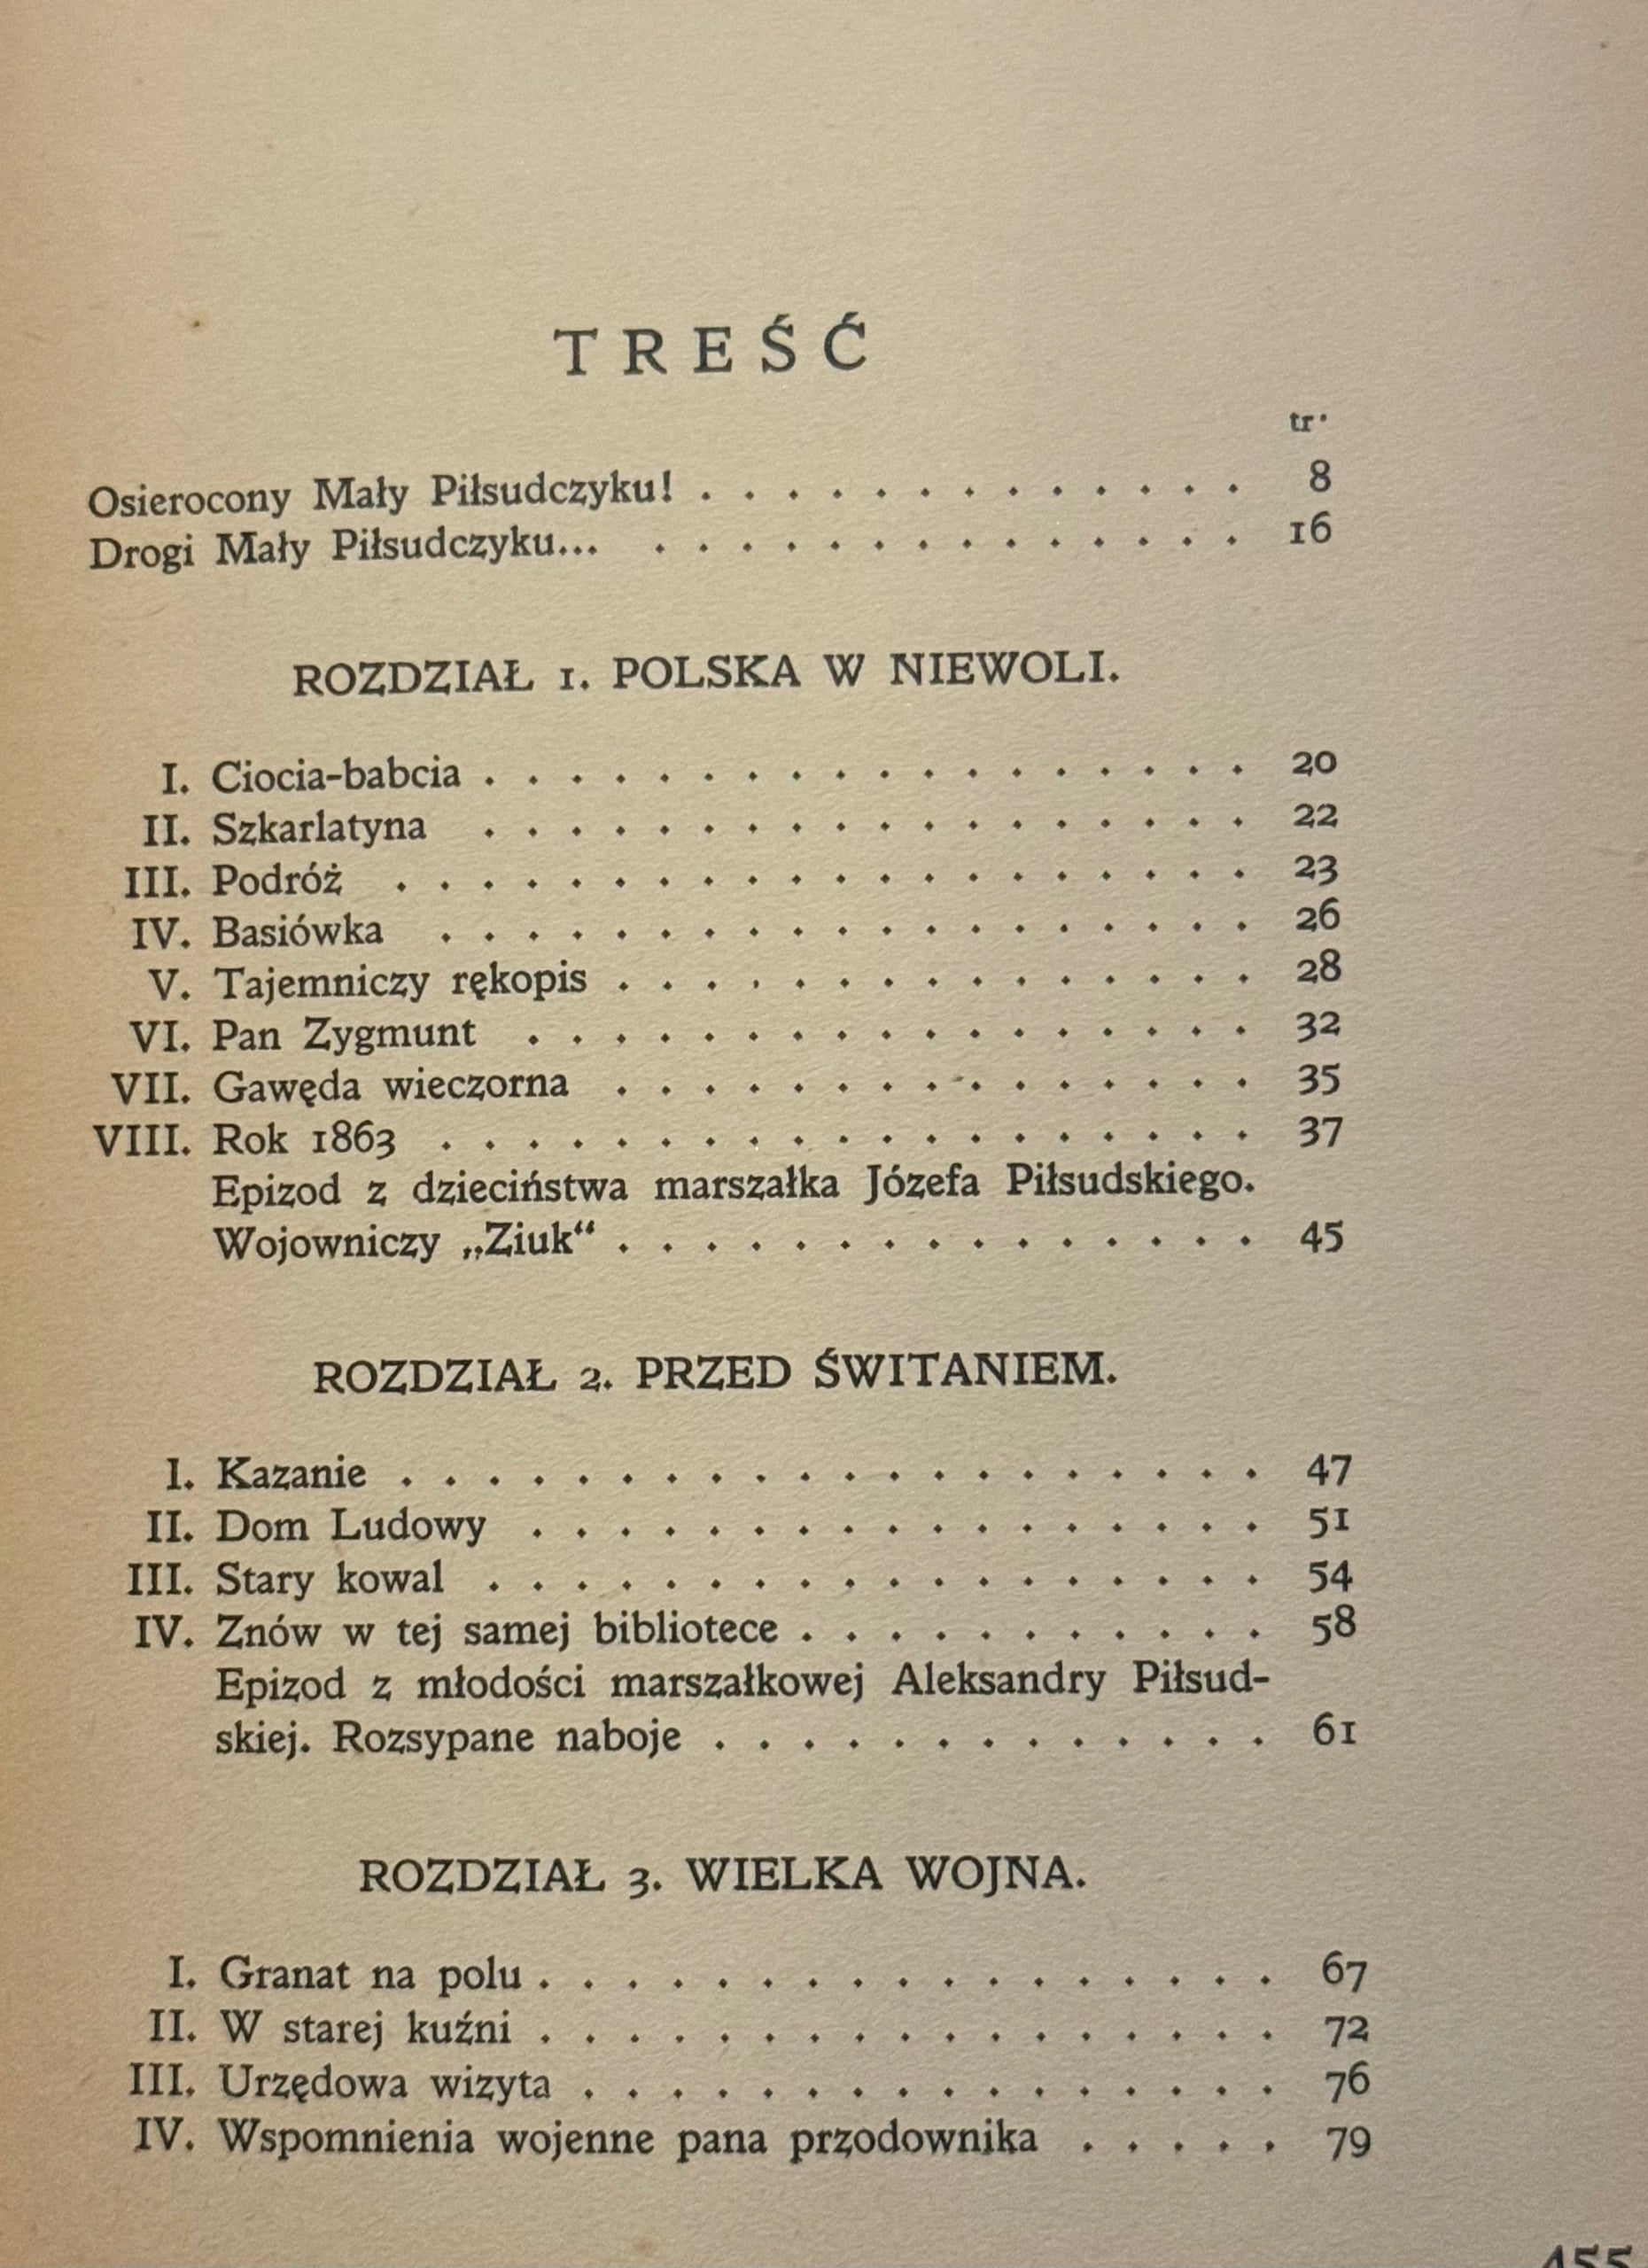 TREŚĆ
tr.
Osierocony Mały Piłsudczyku! . . . . . . . . . . . . . 8
Drogi Mały Piłsudczyku... . . . . . . . . . . . . . . 16
ROZDZIAŁ 1. POLSKA W NIEWOLI.
I. Ciocia-babcia . . . . . . . . . . . . . . . . . . 20
II. Szkarlatyna . . . . . . . . . . . . . . . . . . 22
III. Podróż . . . . . . . . . . . . . . . . . . . . 23
IV. Basiówka . . . . . . . . . . . . . . . . . . . 26
V. Tajemniczy rękopis . . . . . . . . . . . . . . . 28
VI. Pan Zygmunt . . . . . . . . . . . . . . . . . 32
VII. Gawęda wieczorna . . . . . . . . . . . . . . . 35
VIII. Rok 1863 . . . . . . . . . . . . . . . . . . . 37
Epizod z dzieciństwa marszałka Józefa Piłsudskiego.
Wojowniczy „Ziuk“ . . . . . . . . . . . . . . . 45
ROZDZIAŁ 2. PRZED ŚWITANIEM.
I. Kazanie . . . . . . . . . . . . . . . . . . . . 47
II. Dom Ludowy . . . . . . . . . . . . . . . . . 51
III. Stary kowal . . . . . . . . . . . . . . . . . . 54
IV. Znów w tej samej bibliotece . . . . . . . . . . . 58
Epizod z młodości marszałkowej Aleksandry Piłsud-
skiej. Rozsypane naboje . . . . . . . . . . . . . 61
ROZDZIAŁ 3. WIELKA WOJNA.
I. Granat na polu . . . . . . . . . . . . . . . . . 67
II. W starej kuźni . . . . . . . . . . . . . . . . . 72
III. Urzędowa wizyta . . . . . . . . . . . . . . . . 76
IV. Wspomnienia wojenne pana przodownika . . . . . 79
455